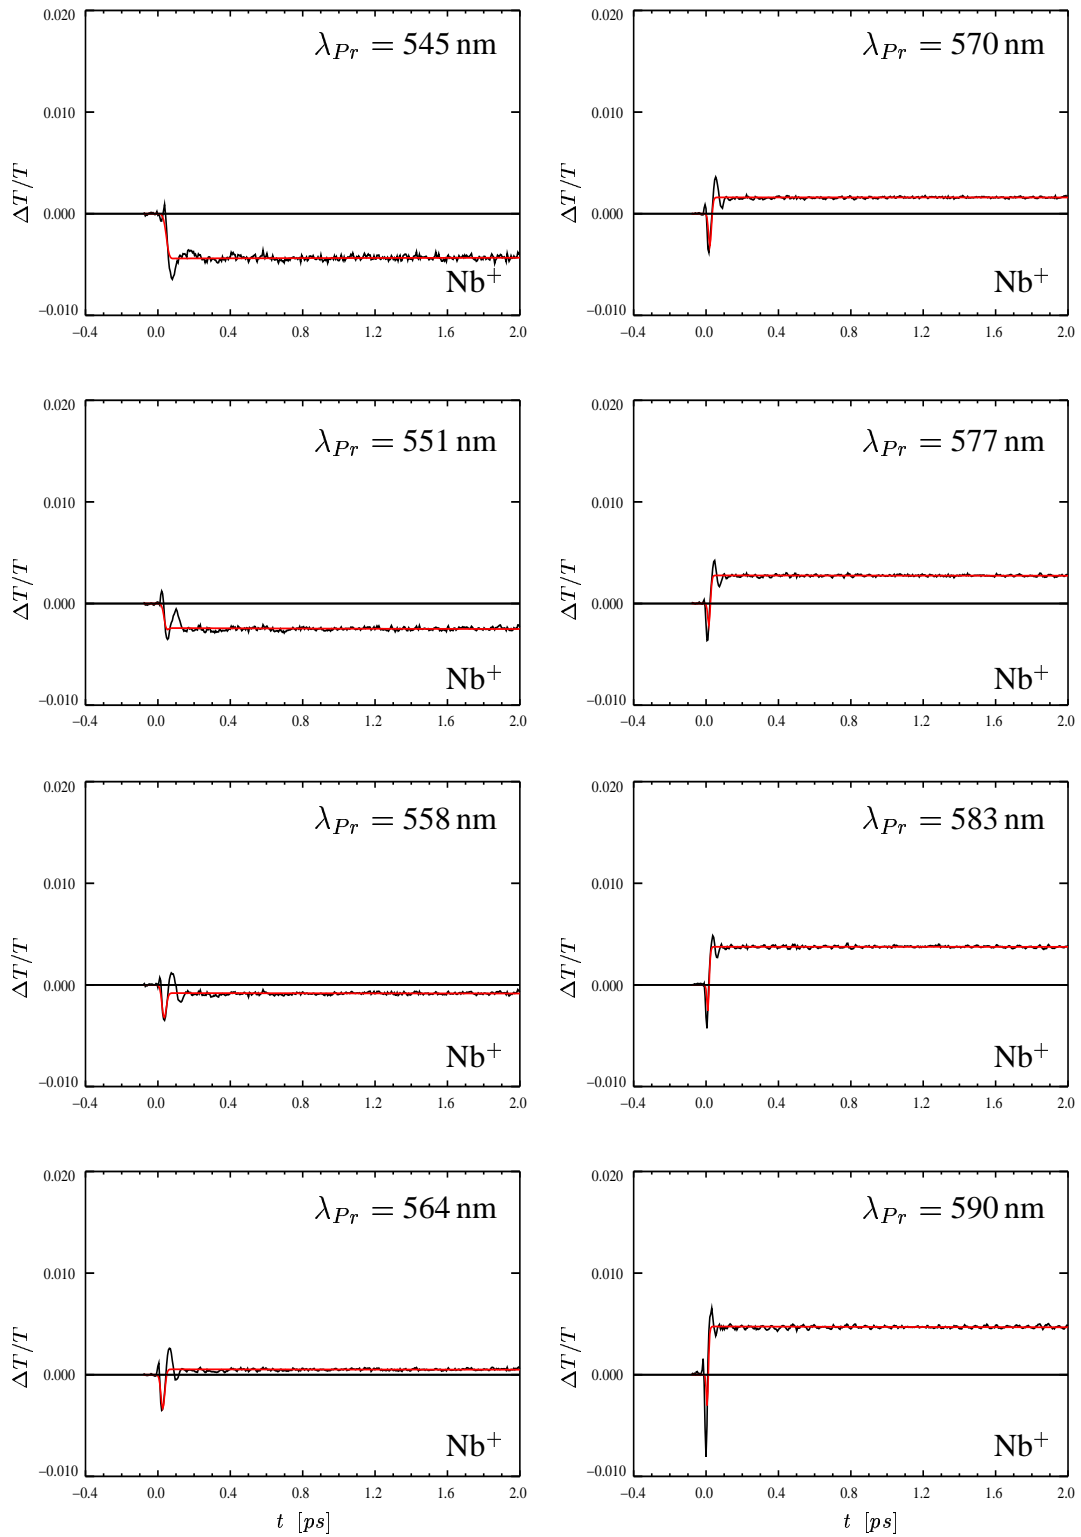 0.020
λPr = 545 nm
0.010
ΔT/T
0.000
Nb+
−0.010
−0.4 0.0 0.4 0.8 1.2 1.6 2.0
0.020
λPr = 570 nm
0.010
ΔT/T
0.000
Nb+
−0.010
−0.4 0.0 0.4 0.8 1.2 1.6 2.0
0.020
λPr = 551 nm
0.010
ΔT/T
0.000
Nb+
−0.010
−0.4 0.0 0.4 0.8 1.2 1.6 2.0
0.020
λPr = 577 nm
0.010
ΔT/T
0.000
Nb+
−0.010
−0.4 0.0 0.4 0.8 1.2 1.6 2.0
0.020
λPr = 558 nm
0.010
ΔT/T
0.000
Nb+
−0.010
−0.4 0.0 0.4 0.8 1.2 1.6 2.0
0.020
λPr = 583 nm
0.010
ΔT/T
0.000
Nb+
−0.010
−0.4 0.0 0.4 0.8 1.2 1.6 2.0
0.020
λPr = 564 nm
0.010
ΔT/T
0.000
Nb+
−0.010
−0.4 0.0 0.4 0.8 1.2 1.6 2.0
t [ps]
0.020
λPr = 590 nm
0.010
ΔT/T
0.000
Nb+
−0.010
−0.4 0.0 0.4 0.8 1.2 1.6 2.0
t [ps]